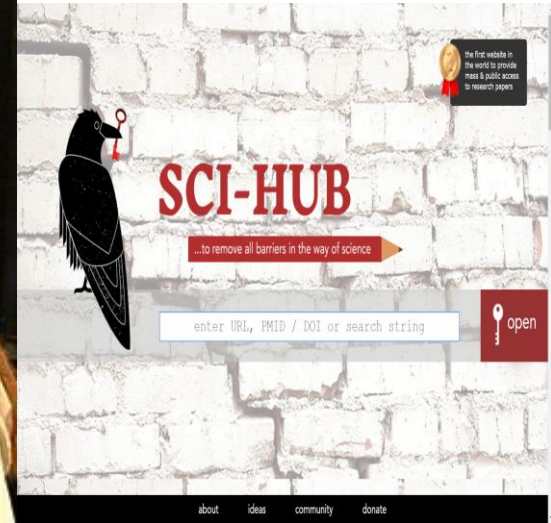 the first website in
the world to provide
mass & public access
to research papers
SCI-HUB
...to remove all barriers in the way of science
enter URL, PMID / DOI or search string
open
about ideas community donate